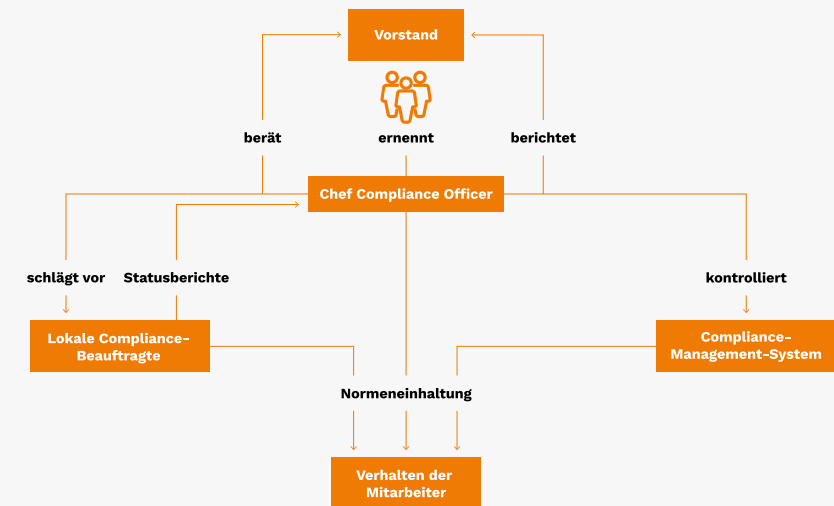 Vorstand
berät
ernennt
berichtet
Chef Compliance Officer
schlägt vor
Statusberichte
kontrolliert
Lokale Compliance-
Beauftragte
Compliance-
Management-System
Normeneinhaltung
Verhalten der
Mitarbeiter